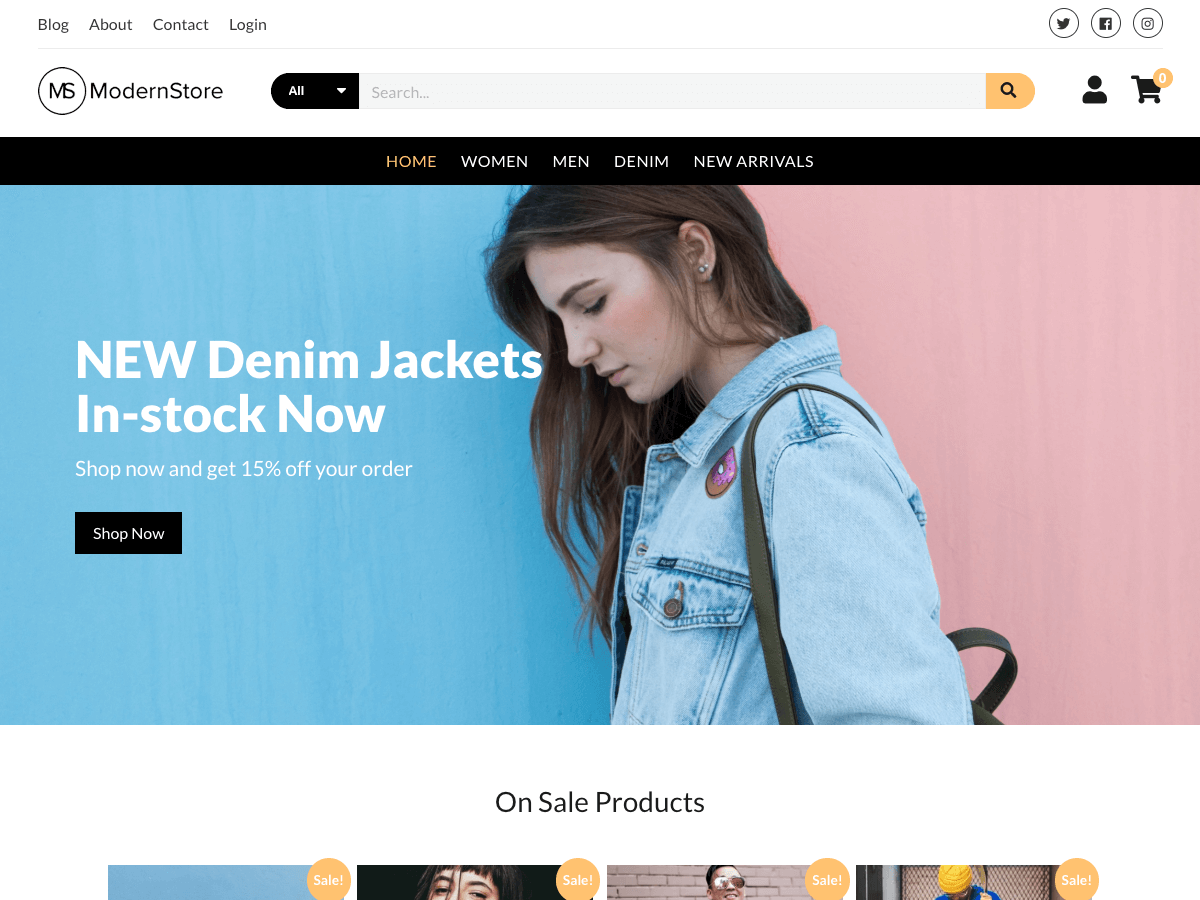 Blog About Contact Login
MS ModernStore
All
Search...
0
HOME WOMEN MEN DENIM NEW ARRIVALS
NEW Denim Jackets
In-stock Now
Shop now and get 15% off your order
Shop Now
On Sale Products
Sale! Sale! Sale! Sale!